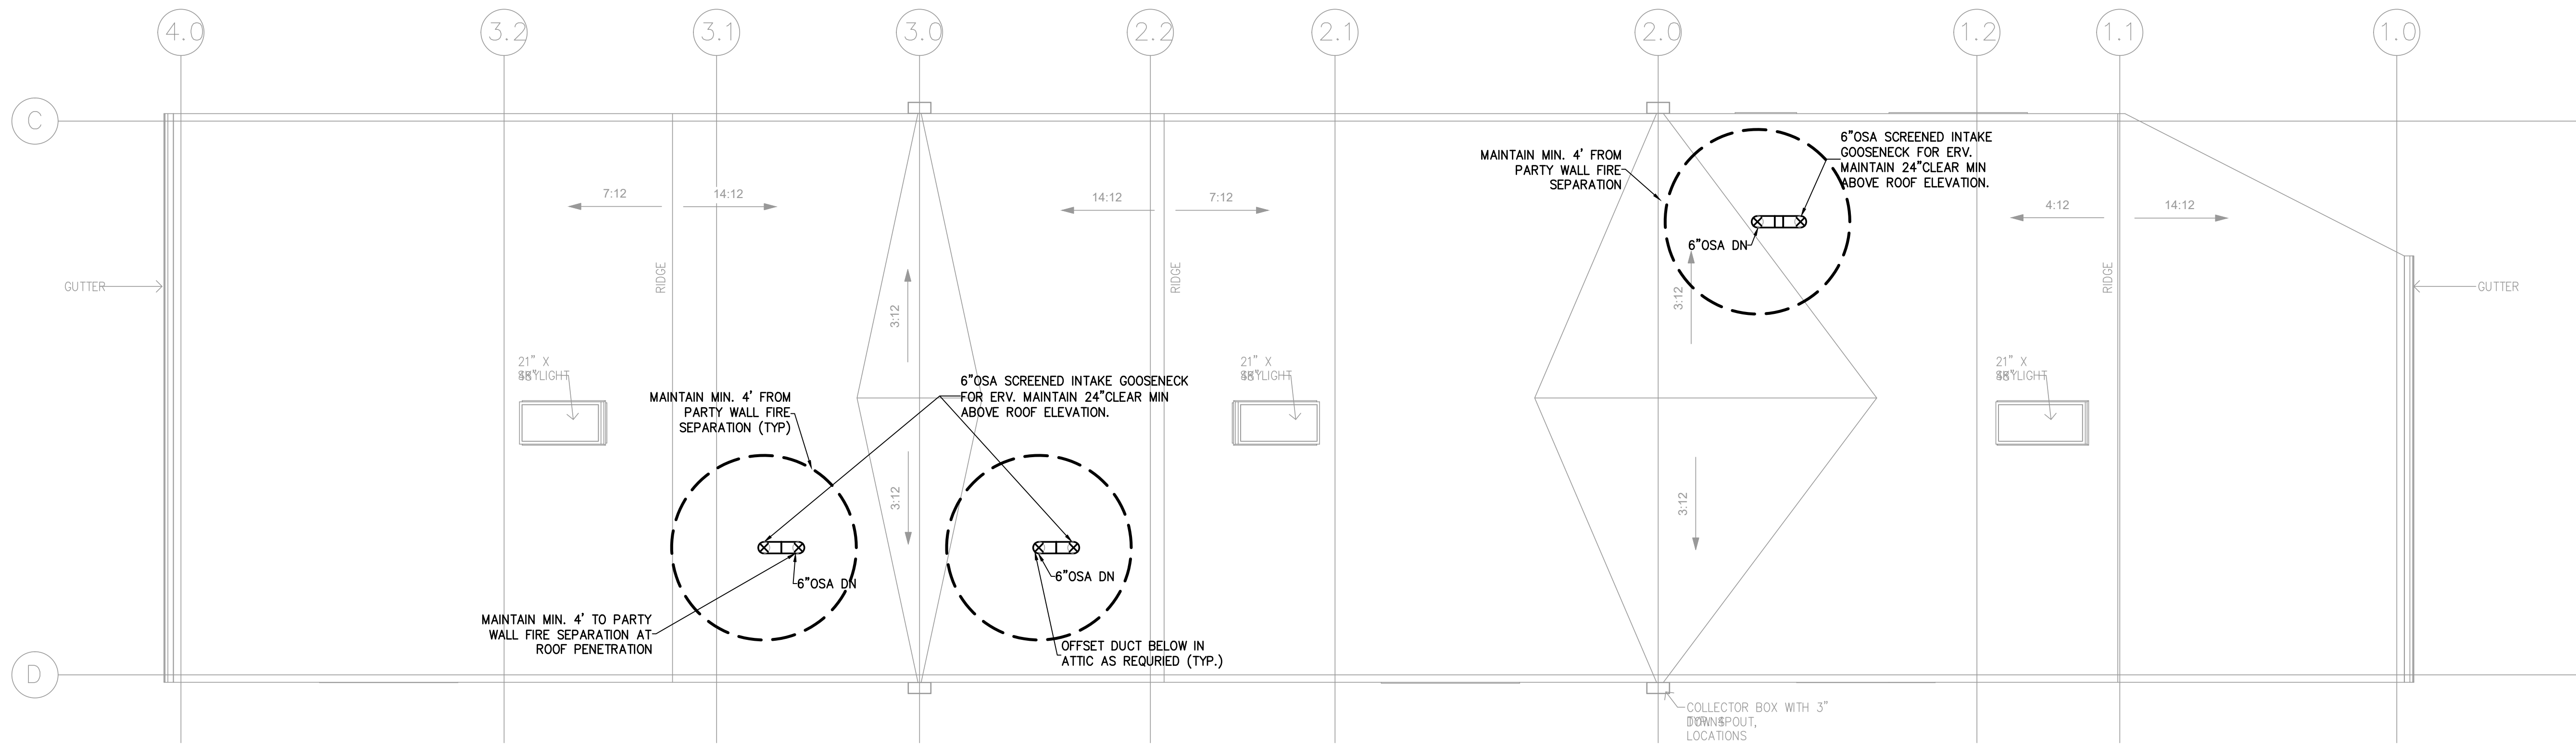 4.0
3.2
3.1
3.0
2.2
2.1
2.0
1.2
1.1
1.0
C
MAINTAIN MIN. 4' FROM
PARTY WALL FIRE
SEPARATION
6"OSA SCREENED INTAKE
GOOSENECK FOR ERV.
MAINTAIN 24"CLEAR MIN
ABOVE ROOF ELEVATION.
7:12
14:12
14:12
7:12
4:12
14:12
6"OSA DN
GUTTER
RIDGE
3:12
RIDGE
3:12
RIDGE
GUTTER
21" X
SKYLIGHT
21" X
SKYLIGHT
21" X
SKYLIGHT
MAINTAIN MIN. 4' FROM
PARTY WALL FIRE
SEPARATION (TYP)
6"OSA SCREENED INTAKE GOOSENECK
FOR ERV. MAINTAIN 24"CLEAR MIN
ABOVE ROOF ELEVATION.
3:12
3:12
6"OSA DN
6"OSA DN
MAINTAIN MIN. 4' TO PARTY
WALL FIRE SEPARATION AT
ROOF PENETRATION
OFFSET DUCT BELOW IN
ATTIC AS REQURIED (TYP.)
D
COLLECTOR BOX WITH 3"
DOWNSPOUT,
LOCATIONS